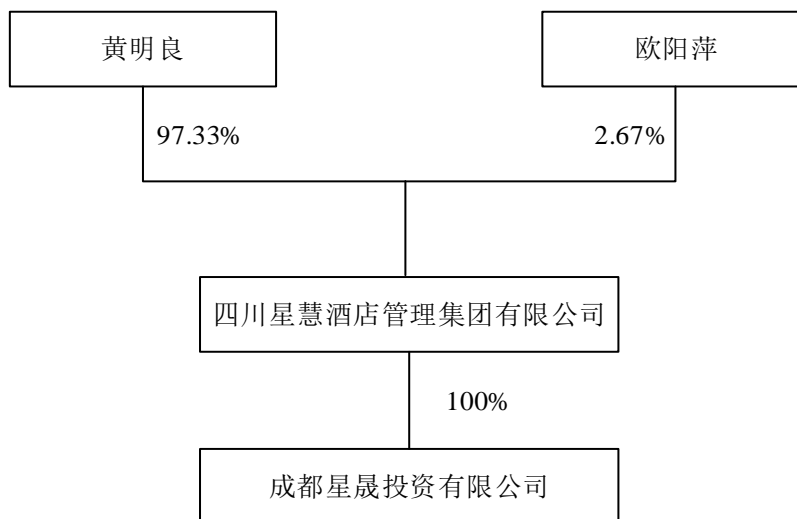 黄明良
欧阳萍
97.33%
2.67%
四川星慧酒店管理集团有限公司
100%
成都星晟投资有限公司